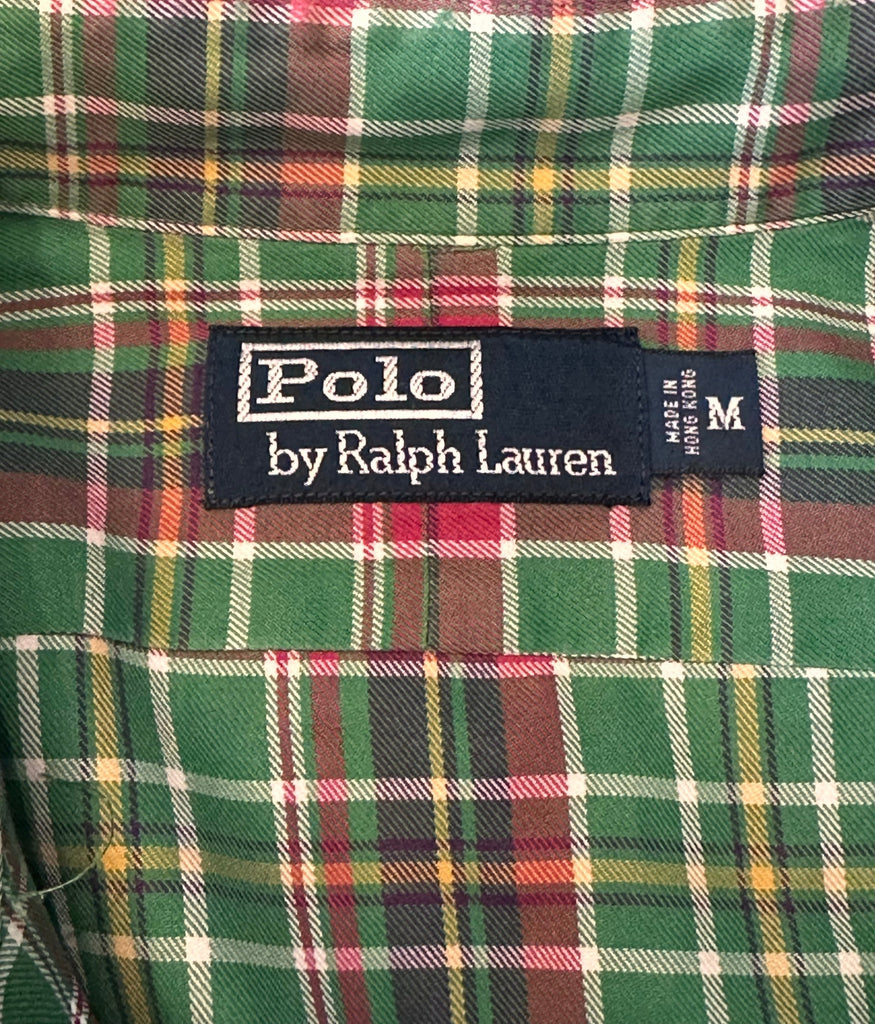 Polo
by Ralph Lauren
MADE IN
HONG KONG
M